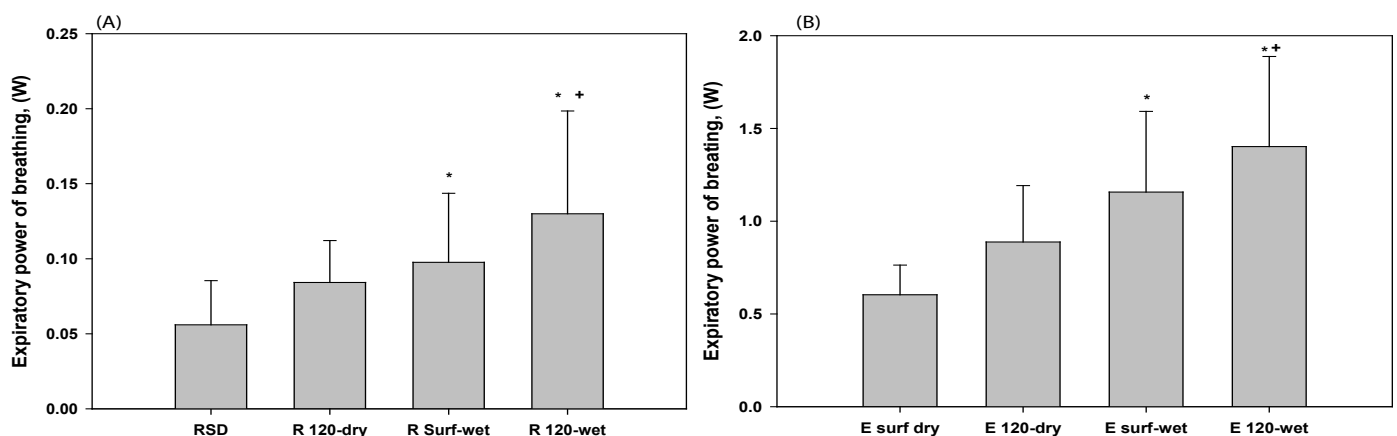 (A)
Expiratory power of breathing, (W)
0.25
0.20
0.15
0.10
0.05
0.00
* +
*
RSD R 120-dry R Surf-wet R 120-wet
(B)
Expiratory power of breating, (W)
2.0
1.5
1.0
0.5
0.0
*+
*
E surf dry E 120-dry E surf-wet E 120-wet